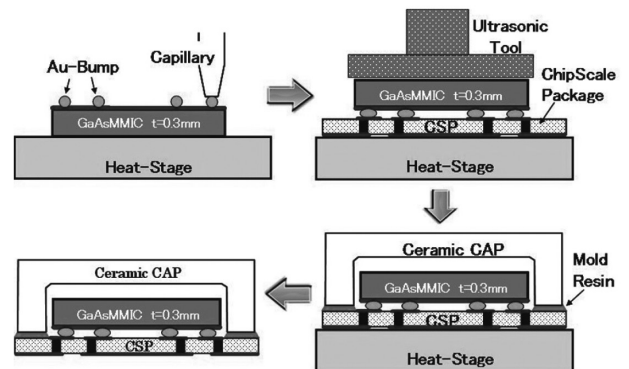 Au-Bump
Capillary
GaAsMMIC t=0.3mm
Heat-Stage
Ultrasonic
Tool
GaAsMMIC t=0.3mm
ChipScale
Package
CSP
Heat-Stage
Ceramic CAP
GaAsMMIC t=0.3mm
Mold
Resin
CSP
Heat-Stage
Ceramic CAP
GaAsMMIC t=0.3mm
CSP